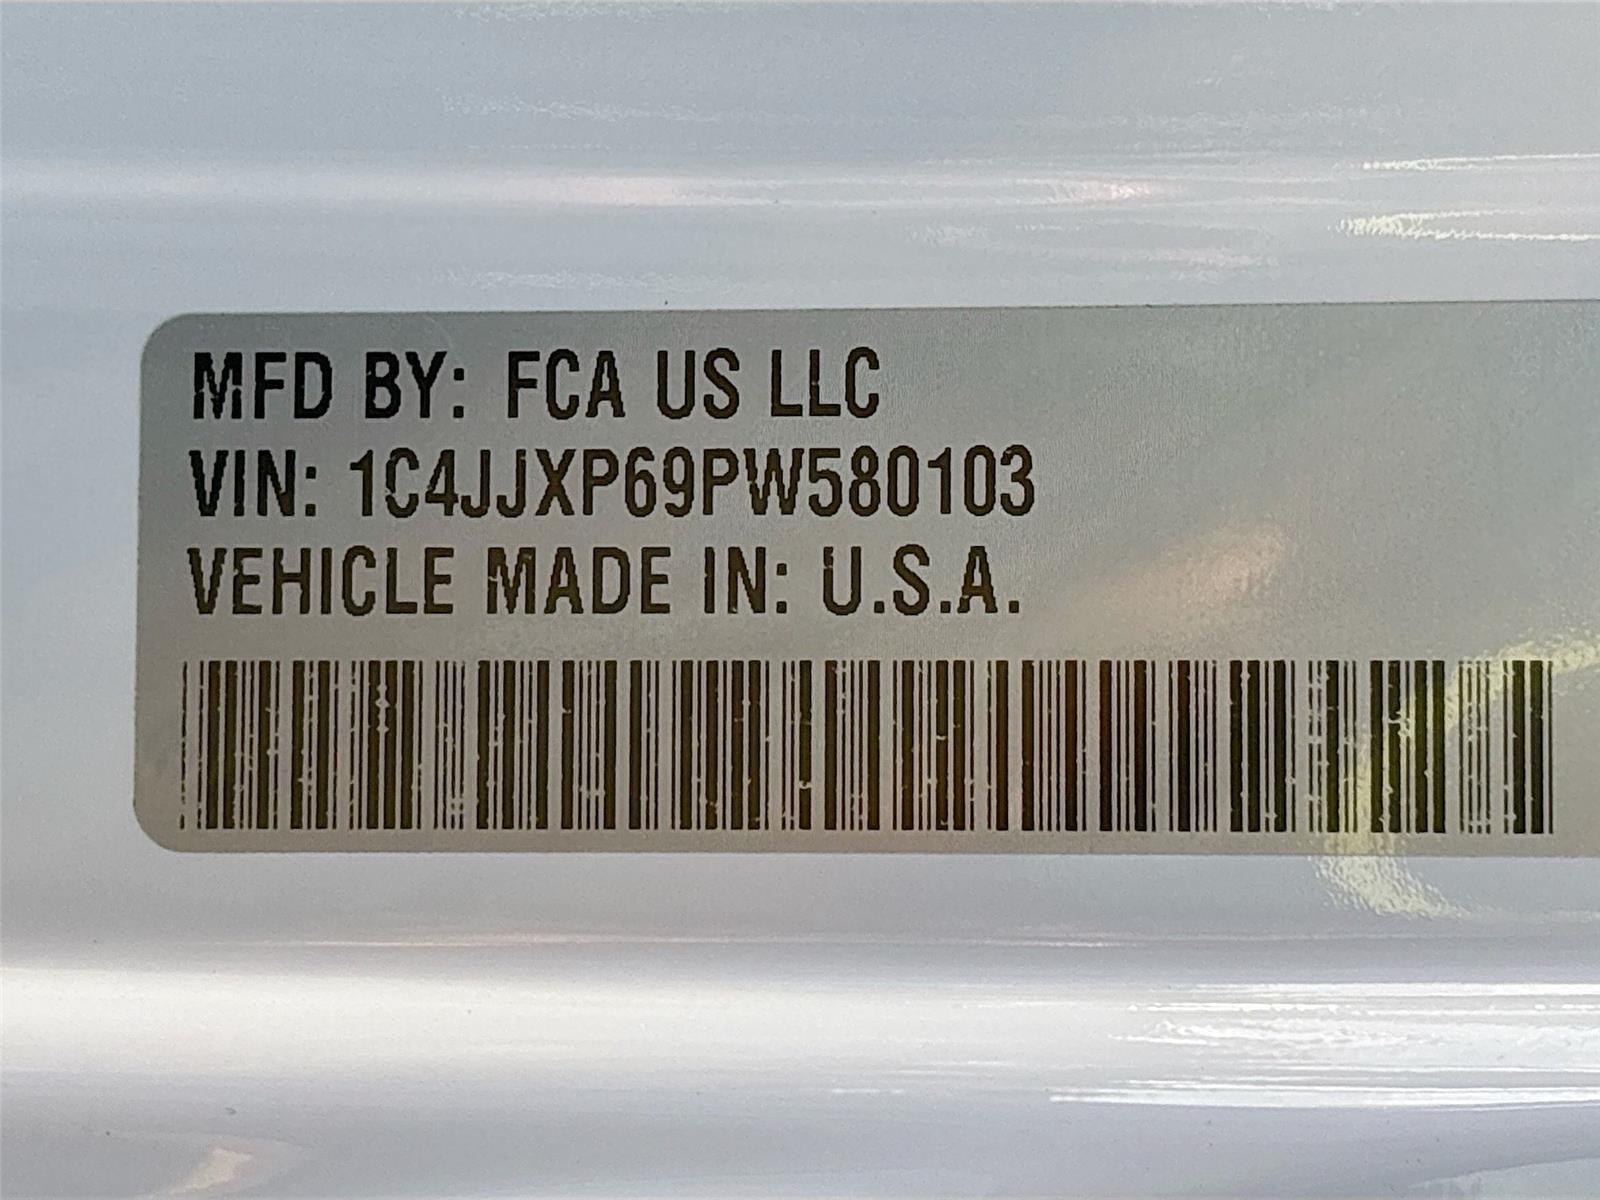 MFD BY: FCA US LLC
VIN: 1C4JJXP69PW580103
VEHICLE MADE IN: U.S.A.